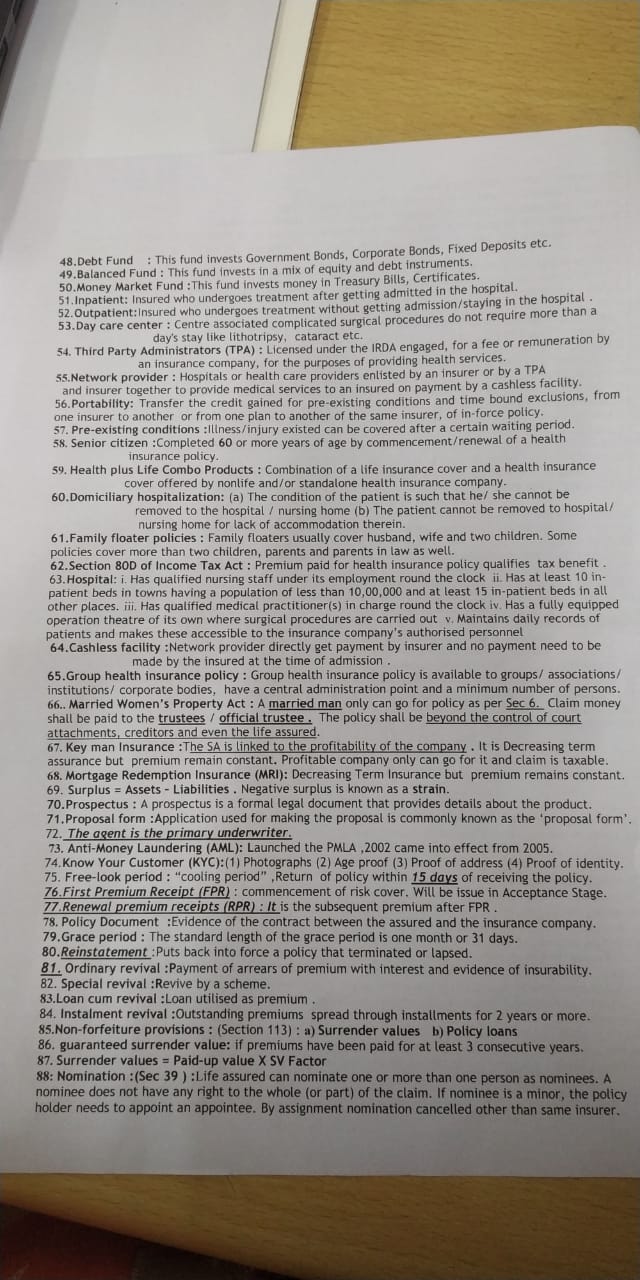 48.Debt Fund : This fund invests Government Bonds, Corporate Bonds, Fixed Deposits etc.
49.Balanced Fund : This fund invests in a mix of equity and debt instruments.
50.Money Market Fund :This fund invests money in Treasury Bills, Certificates.
51.Inpatient: Insured who undergoes treatment after getting admitted in the hospital.
52.Outpatient:Insured who undergoes treatment without getting admission/staying in the hospital .
53.Day care center : Centre associated complicated surgical procedures do not require more than a
day's stay like lithotripsy, cataract etc.
54. Third Party Administrators (TPA) : Licensed under the IRDA engaged, for a fee or remuneration by
an insurance company, for the purposes of providing health services.
55.Network provider : Hospitals or health care providers enlisted by an insurer or by a TPA
and insurer together to provide medical services to an insured on payment by a cashless facility.
56.Portability: Transfer the credit gained for pre-existing conditions and time bound exclusions, from
one insurer to another or from one plan to another of the same insurer, of in-force policy.
57. Pre-existing conditions :Illness/injury existed can be covered after a certain waiting period.
58. Senior citizen :Completed 60 or more years of age by commencement/renewal of a health
insurance policy.
59. Health plus Life Combo Products : Combination of a life insurance cover and a health insurance
cover offered by nonlife and/or standalone health insurance company.
60.Domiciliary hospitalization: (a) The condition of the patient is such that he/ she cannot be
removed to the hospital / nursing home (b) The patient cannot be removed to hospital/
nursing home for lack of accommodation therein.
61.Family floater policies : Family floaters usually cover husband, wife and two children. Some
policies cover more than two children, parents and parents in law as well.
62.Section 80D of Income Tax Act : Premium paid for health insurance policy qualifies tax benefit .
63.Hospital: i. Has qualified nursing staff under its employment round the clock ii. Has at least 10 in-
patient beds in towns having a population of less than 10,00,000 and at least 15 in-patient beds in all
other places. iii. Has qualified medical practitioner(s) in charge round the clock iv. Has a fully equipped
operation theatre of its own where surgical procedures are carried out v. Maintains daily records of
patients and makes these accessible to the insurance company's authorised personnel
64.Cashless facility :Network provider directly get payment by insurer and no payment need to be
made by the insured at the time of admission .
65.Group health insurance policy : Group health insurance policy is available to groups/ associations/
institutions/ corporate bodies, have a central administration point and a minimum number of persons.
66.. Married Women's Property Act : A married man only can go for policy as per Sec 6. Claim money
shall be paid to the trustees / official trustee . The policy shall be beyond the control of court
attachments, creditors and even the life assured.
67. Key man Insurance :The SA is linked to the profitability of the company . It is Decreasing term
assurance but premium remain constant. Profitable company only can go for it and claim is taxable.
68. Mortgage Redemption Insurance (MRI): Decreasing Term Insurance but premium remains constant.
69. Surplus = Assets - Liabilities . Negative surplus is known as a strain.
70.Prospectus : A prospectus is a formal legal document that provides details about the product.
71.Proposal form :Application used for making the proposal is commonly known as the 'proposal form'.
72. The agent is the primary underwriter.
73. Anti-Money Laundering (AML): Launched the PMLA ,2002 came into effect from 2005.
74.Know Your Customer (KYC):(1) Photographs (2) Age proof (3) Proof of address (4) Proof of identity.
75. Free-look period : "cooling period" ,Return of policy within 15 days of receiving the policy.
76.First Premium Receipt (FPR) : commencement of risk cover. Will be issue in Acceptance Stage.
77.Renewal premium receipts (RPR) : It is the subsequent premium after FPR .
78. Policy Document :Evidence of the contract between the assured and the insurance company.
79.Grace period : The standard length of the grace period is one month or 31 days.
80.Reinstatement :Puts back into force a policy that terminated or lapsed.
81. Ordinary revival :Payment of arrears of premium with interest and evidence of insurability.
82. Special revival :Revive by a scheme.
83.Loan cum revival :Loan utilised as premium .
84. Instalment revival :Outstanding premiums spread through installments for 2 years or more.
85.Non-forfeiture provisions : (Section 113) : a) Surrender values b) Policy loans
86. guaranteed surrender value: if premiums have been paid for at least 3 consecutive years.
87. Surrender values = Paid-up value X SV Factor
88: Nomination :(Sec 39 ) :Life assured can nominate one or more than one person as nominees. A
nominee does not have any right to the whole (or part) of the claim. If nominee is a minor, the policy
holder needs to appoint an appointee. By assignment nomination cancelled other than same insurer.